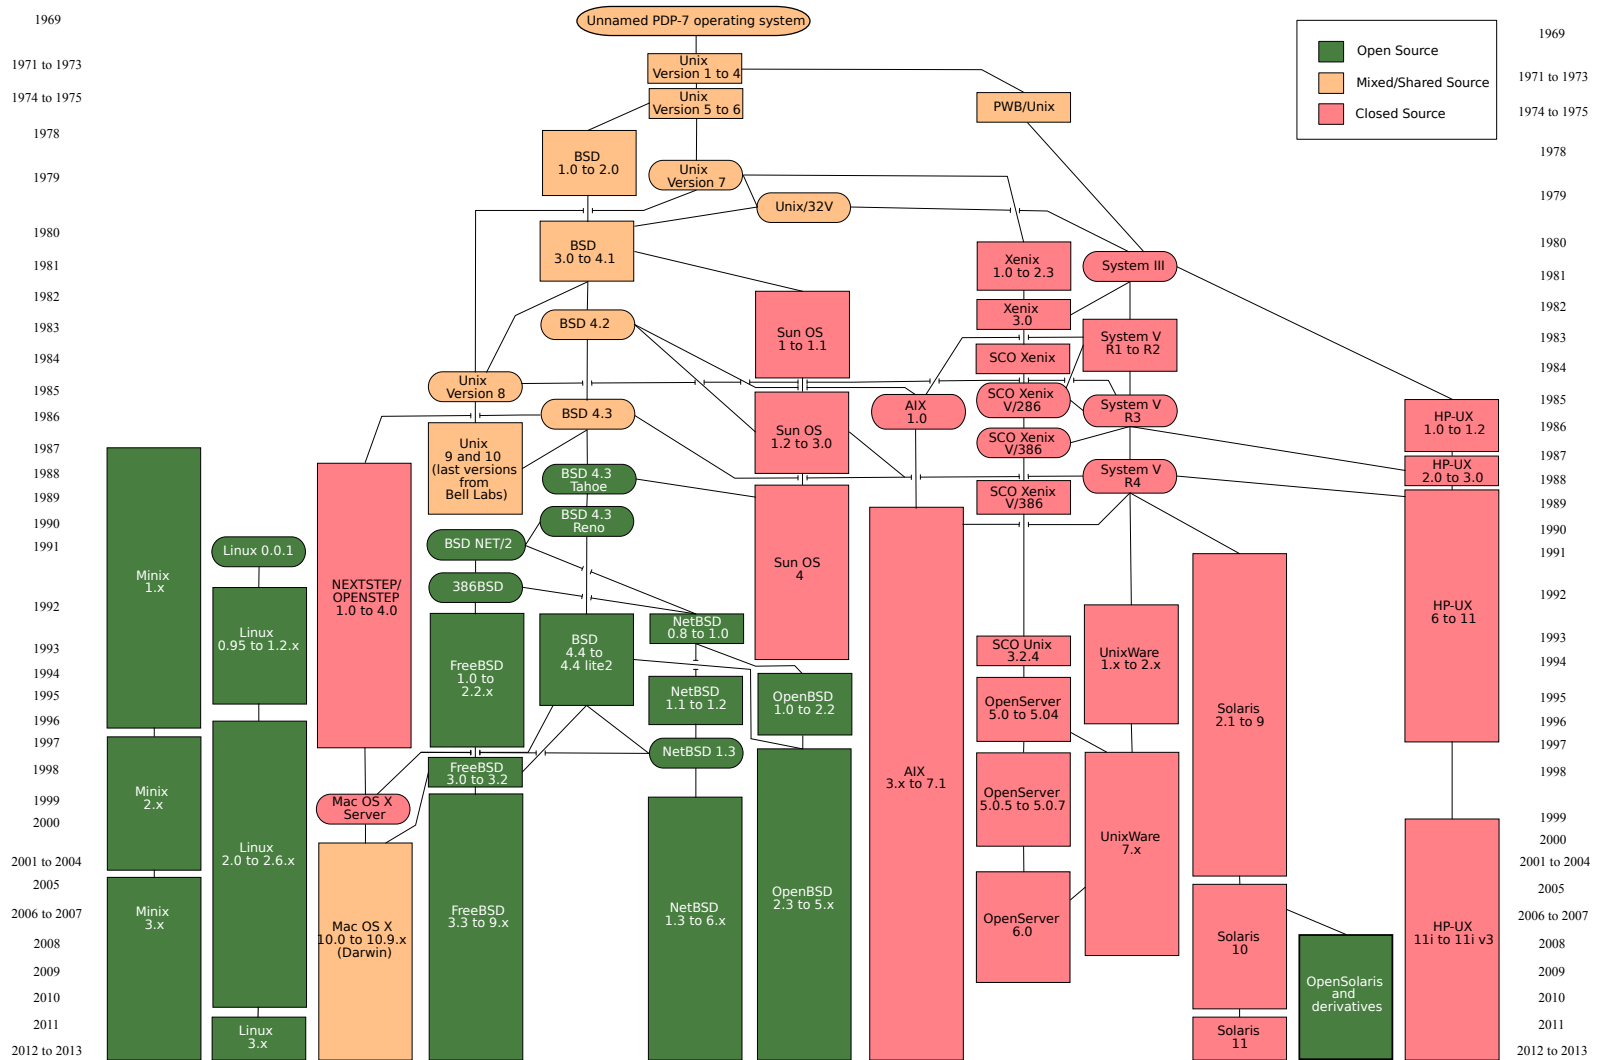 1969
1971 to 1973
1974 to 1975
1978
1979
1980
1981
1982
1983
1984
1985
1986
1987
1988
1989
1990
1991
1992
1993
1994
1995
1996
1997
1998
1999
2000
2001 to 2004
2005
2006 to 2007
2008
2009
2010
2011
2012 to 2013
Unnamed PDP-7 operating system
Unix
Version 1 to 4
Unix
Version 5 to 6
PWB/Unix
BSD
1.0 to 2.0
Unix
Version 7
Unix/32V
BSD
3.0 to 4.1
Xenix
1.0 to 2.3
System III
Xenix
3.0
BSD 4.2
Sun OS
1 to 1.1
System V
R1 to R2
SCO Xenix
Unix
Version 8
SCO Xenix
V/286
AIX
1.0
System V
R3
BSD 4.3
Sun OS
1.2 to 3.0
HP-UX
1.0 to 1.2
SCO Xenix
V/386
Unix
9 and 10
(last versions
from
Bell Labs)
HP-UX
2.0 to 3.0
BSD 4.3
Tahoe
System V
R4
SCO Xenix
V/386
BSD 4.3
Reno
BSD NET/2
Linux 0.0.1
Minix
1.x
NEXTSTEP/
OPENSTEP
1.0 to 4.0
386BSD
Sun OS
4
HP-UX
6 to 11
Linux
0.95 to 1.2.x
NetBSD
0.8 to 1.0
BSD
4.4 to
4.4 lite2
FreeBSD
1.0 to
2.2.x
SCO Unix
3.2.4
UnixWare
1.x to 2.x
NetBSD
1.1 to 1.2
OpenBSD
1.0 to 2.2
OpenServer
5.0 to 5.04
Solaris
2.1 to 9
NetBSD 1.3
FreeBSD
3.0 to 3.2
AIX
3.x to 7.1
Minix
2.x
Mac OS X
Server
OpenServer
5.0.5 to 5.0.7
Linux
2.0 to 2.6.x
UnixWare
7.x
Minix
3.x
Mac OS X
10.0 to 10.9.x
(Darwin)
FreeBSD
3.3 to 9.x
NetBSD
1.3 to 6.x
OpenBSD
2.3 to 5.x
OpenServer
6.0
Solaris
10
HP-UX
11i to 11i v3
OpenSolaris
and
derivatives
Linux
3.x
Solaris
11
Open Source
Mixed/Shared Source
Closed Source
1969
1971 to 1973
1974 to 1975
1978
1979
1980
1981
1982
1983
1984
1985
1986
1987
1988
1989
1990
1991
1992
1993
1994
1995
1996
1997
1998
1999
2000
2001 to 2004
2005
2006 to 2007
2008
2009
2010
2011
2012 to 2013